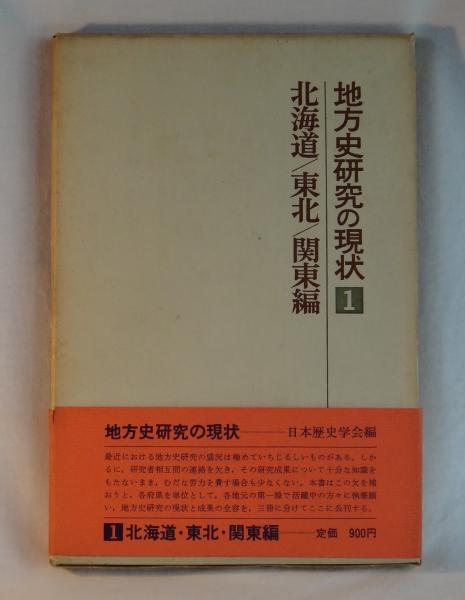 地方史研究の現状 1
北海道/東北/関東編
地方史研究の現状──日本歴史学会編
最近における地方史研究の盛況は極めていちじるしいものがある。しか
るに，研究者相互間の連絡を欠き，その研究成果について十分な知識を
もたないまま，むだな労力を費す場合も少なくない。本書はこの欠を補
おうと，各府県を単位として，各地元の第一線で活躍中の方々に執筆願
い，地方史研究の現状と成果の全容を，三冊に分けてここに公刊する。
1 北海道・東北・関東編──定価 900円